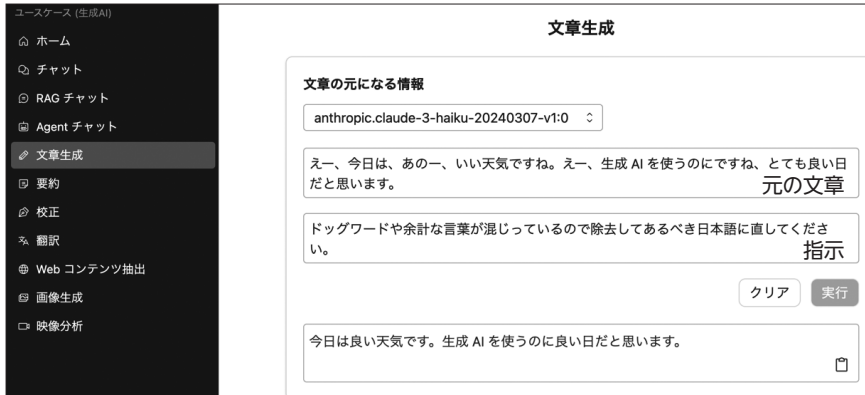 ユースケース (生成AI)
ホーム
チャット
RAG チャット
Agent チャット
文章生成
要約
校正
翻訳
Web コンテンツ抽出
画像生成
映像分析
文章生成
文章の元になる情報
anthropic.claude-3-haiku-20240307-v1:0
えー、今日は、あのー、いい天気ですね。えー、生成 AI を使うのにですね、とても良い日
だと思います。
元の文章
ドッグワードや余計な言葉が混じっているので除去してあるべき日本語に直してくださ
い。
指示
クリア
実行
今日は良い天気です。生成 AI を使うのに良い日だと思います。